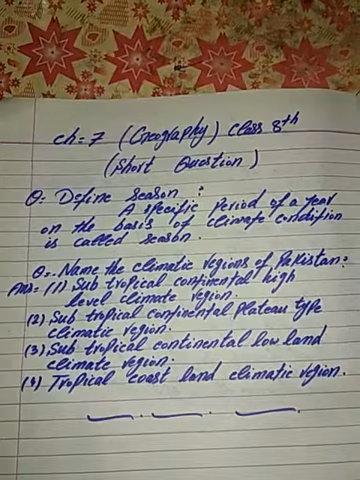 ch= 7 (Geography) class 8th
(Short Question)
Q= Define season :
A specific period of a year
on the basis of climate condition
is called season.
Q= Name the climatic regions of Pakistan:
Ans= (1) Sub tropical continental high
level climate region.
(2) Sub tropical continental plateau type
climatic region.
(3) Sub tropical continental low land
climate region.
(4) Tropical coast land climatic region.